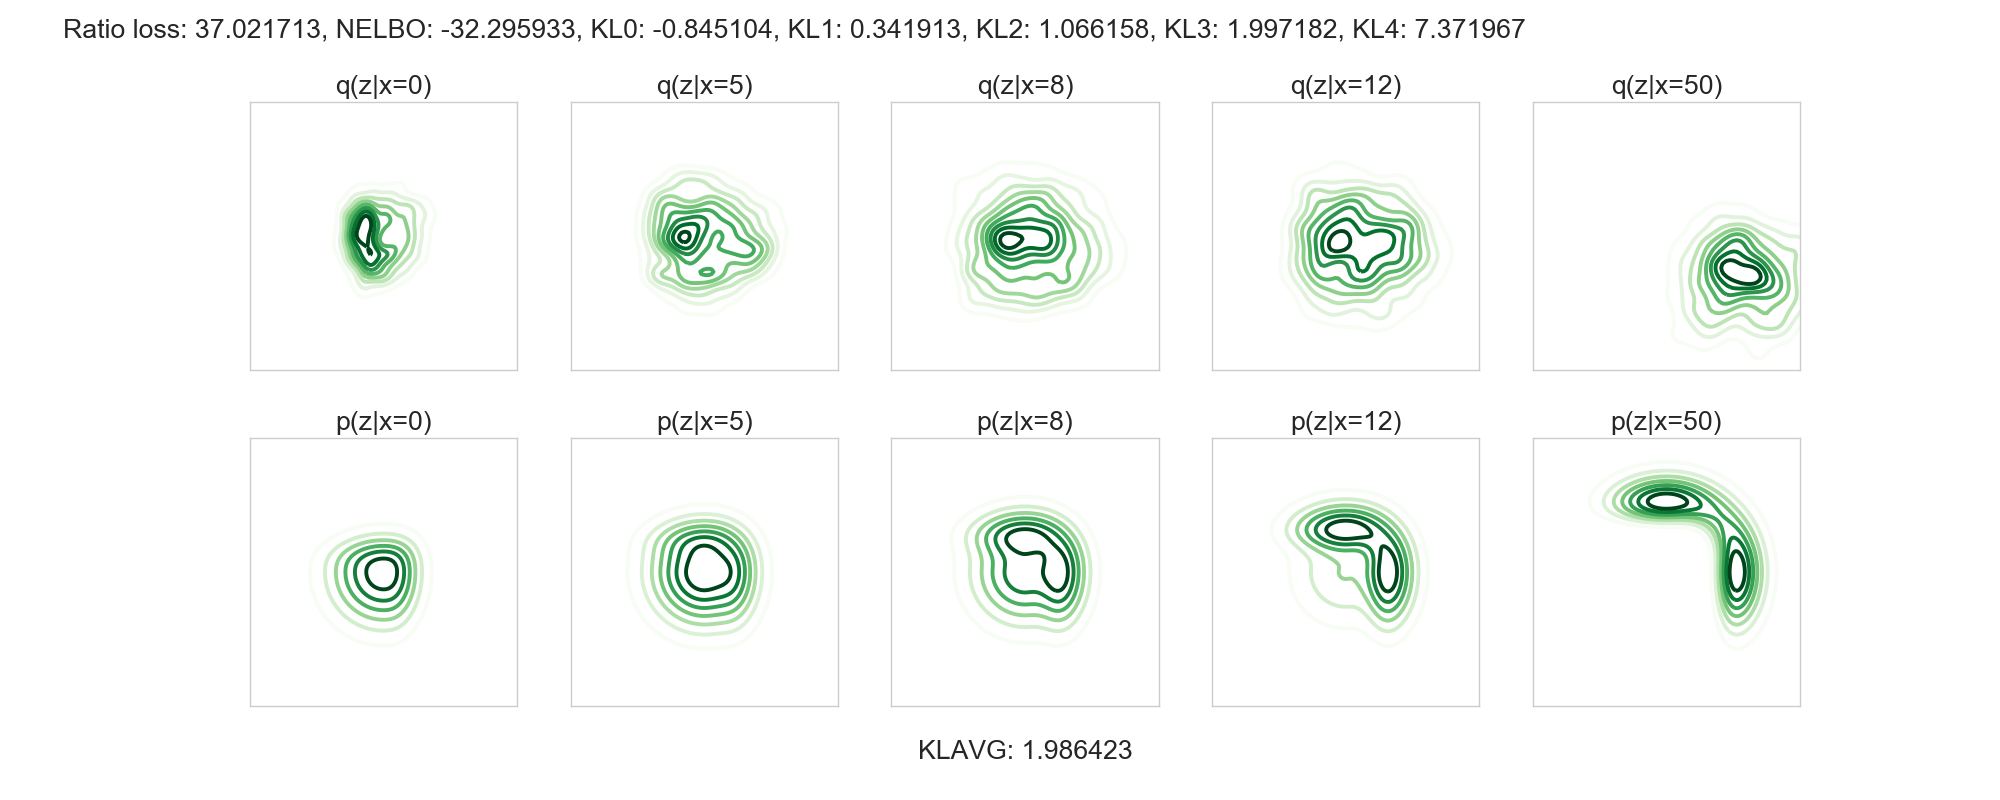 Ratio loss: 37.021713, NELBO: -32.295933, KL0: -0.845104, KL1: 0.341913, KL2: 1.066158, KL3: 1.997182, KL4: 7.371967
q(z|x=0) q(z|x=5) q(z|x=8) q(z|x=12) q(z|x=50)
p(z|x=0) p(z|x=5) p(z|x=8) p(z|x=12) p(z|x=50)
KLAVG: 1.986423